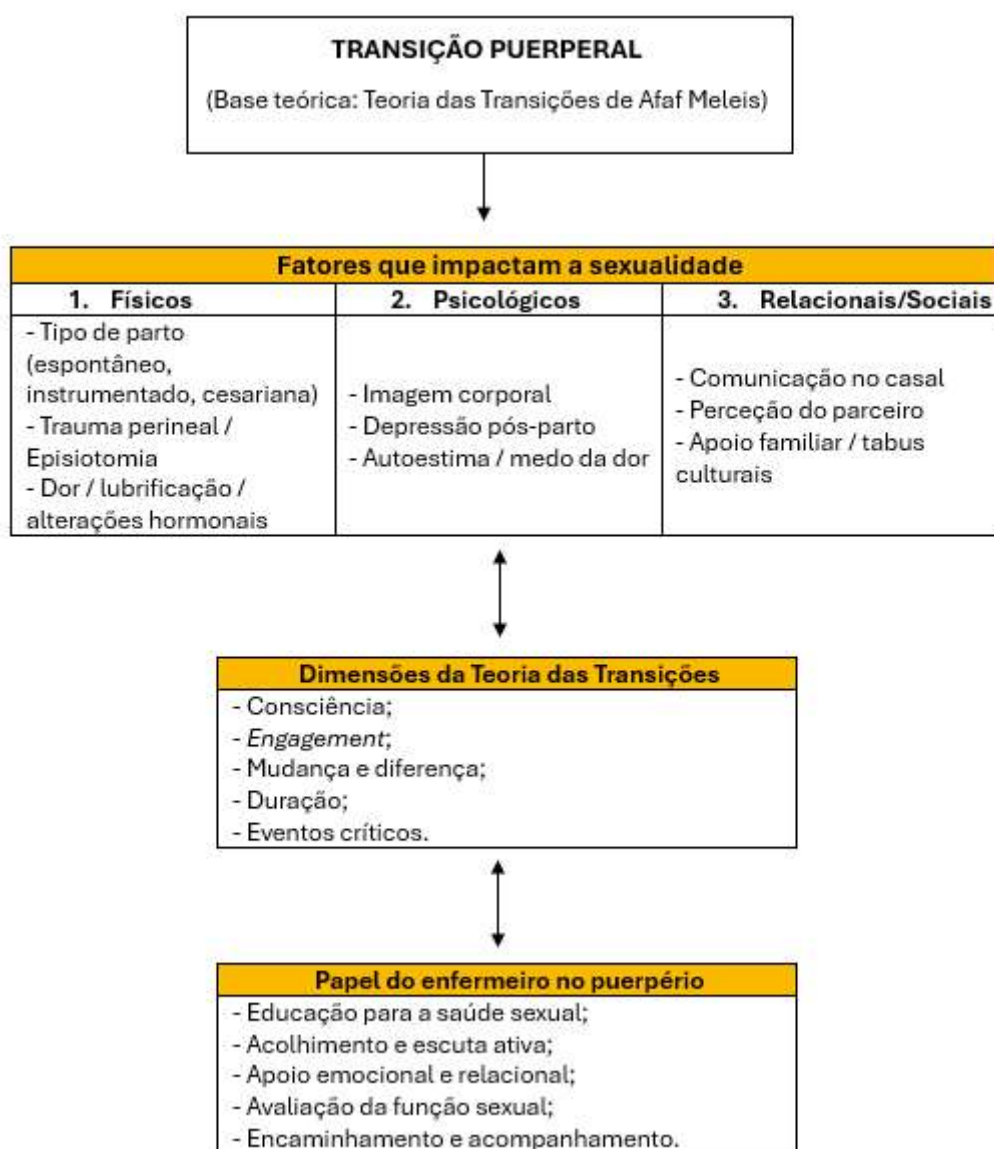 TRANSIÇÃO PUERPERAL
(Base teórica: Teoria das Transições de Afaf Meleis)
Fatores que impactam a sexualidade
1. Físicos
- Tipo de parto
(espontâneo,
instrumentado, cesariana)
- Trauma perineal /
Episiotomia
- Dor / lubrificação /
alterações hormonais
2. Psicológicos
- Imagem corporal
- Depressão pós-parto
- Autoestima / medo da dor
3. Relacionais/Sociais
- Comunicação no casal
- Perceção do parceiro
- Apoio familiar / tabus
culturais
Dimensões da Teoria das Transições
- Consciência;
- Engagement;
- Mudança e diferença;
- Duração;
- Eventos críticos.
Papel do enfermeiro no puerpério
- Educação para a saúde sexual;
- Acolhimento e escuta ativa;
- Apoio emocional e relacional;
- Avaliação da função sexual;
- Encaminhamento e acompanhamento.